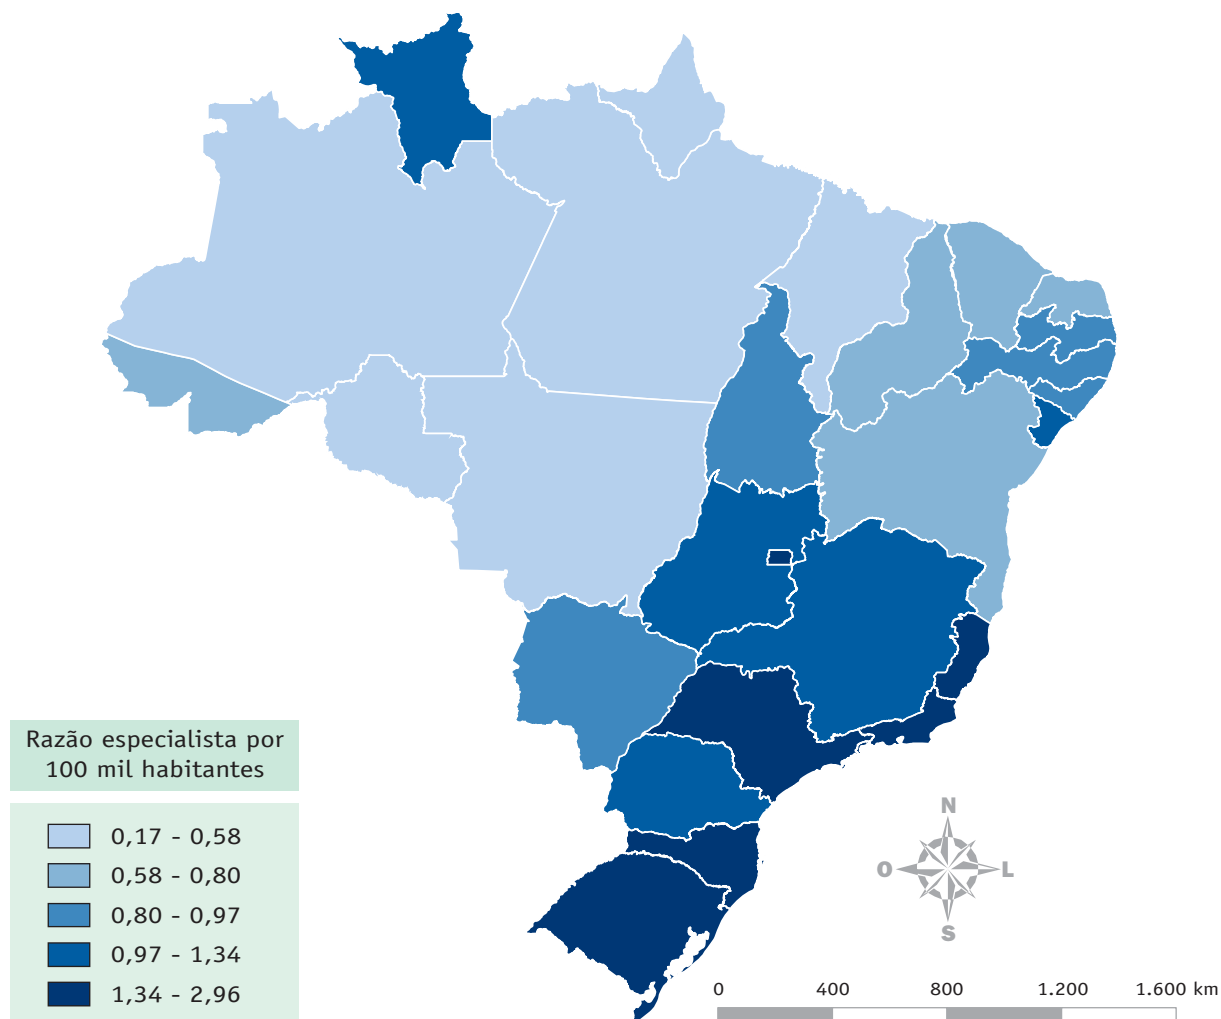 Razão especialista por
100 mil habitantes
0,17 - 0,58
0,58 - 0,80
0,80 - 0,97
0,97 - 1,34
1,34 - 2,96
N
O
L
S
0 400 800 1.200 1.600 km